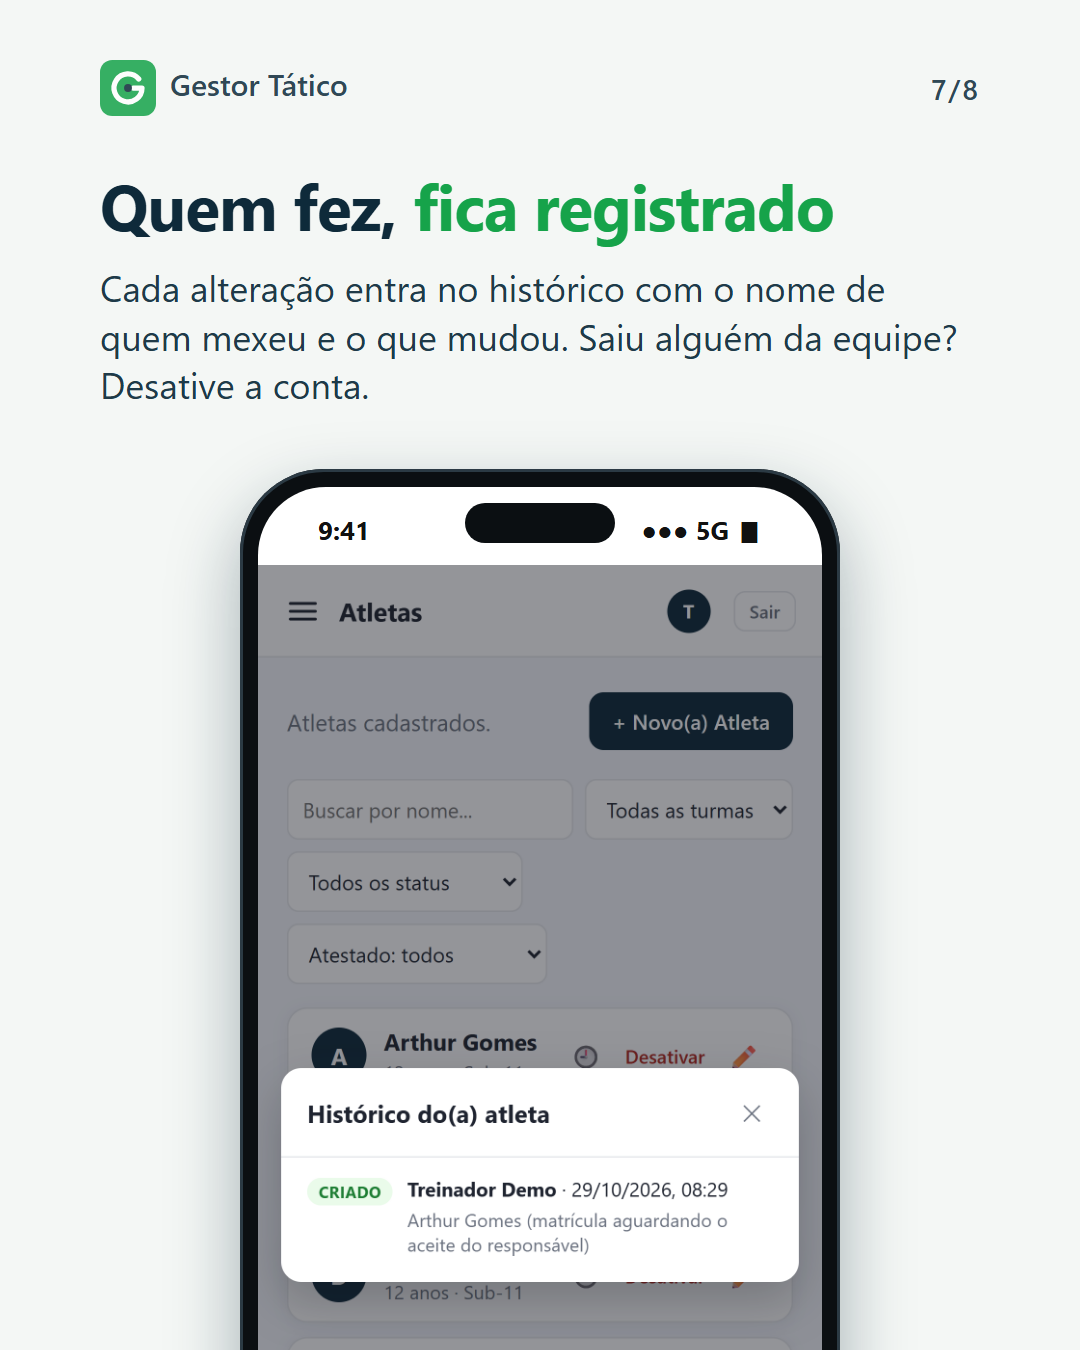 Gestor Tático
7/8
Quem fez, fica registrado
Cada alteração entra no histórico com o nome de
quem mexeu e o que mudou. Saiu alguém da equipe?
Desative a conta.
9:41
5G
Atletas
T
Sair
Atletas cadastrados.
+ Novo(a) Atleta
Buscar por nome...
Todas as turmas
Todos os status
Atestado: todos
A
Arthur Gomes
Desativar
Histórico do(a) atleta
CRIADO
Treinador Demo · 29/10/2026, 08:29
Arthur Gomes (matrícula aguardando o
aceite do responsável)
12 anos · Sub-11